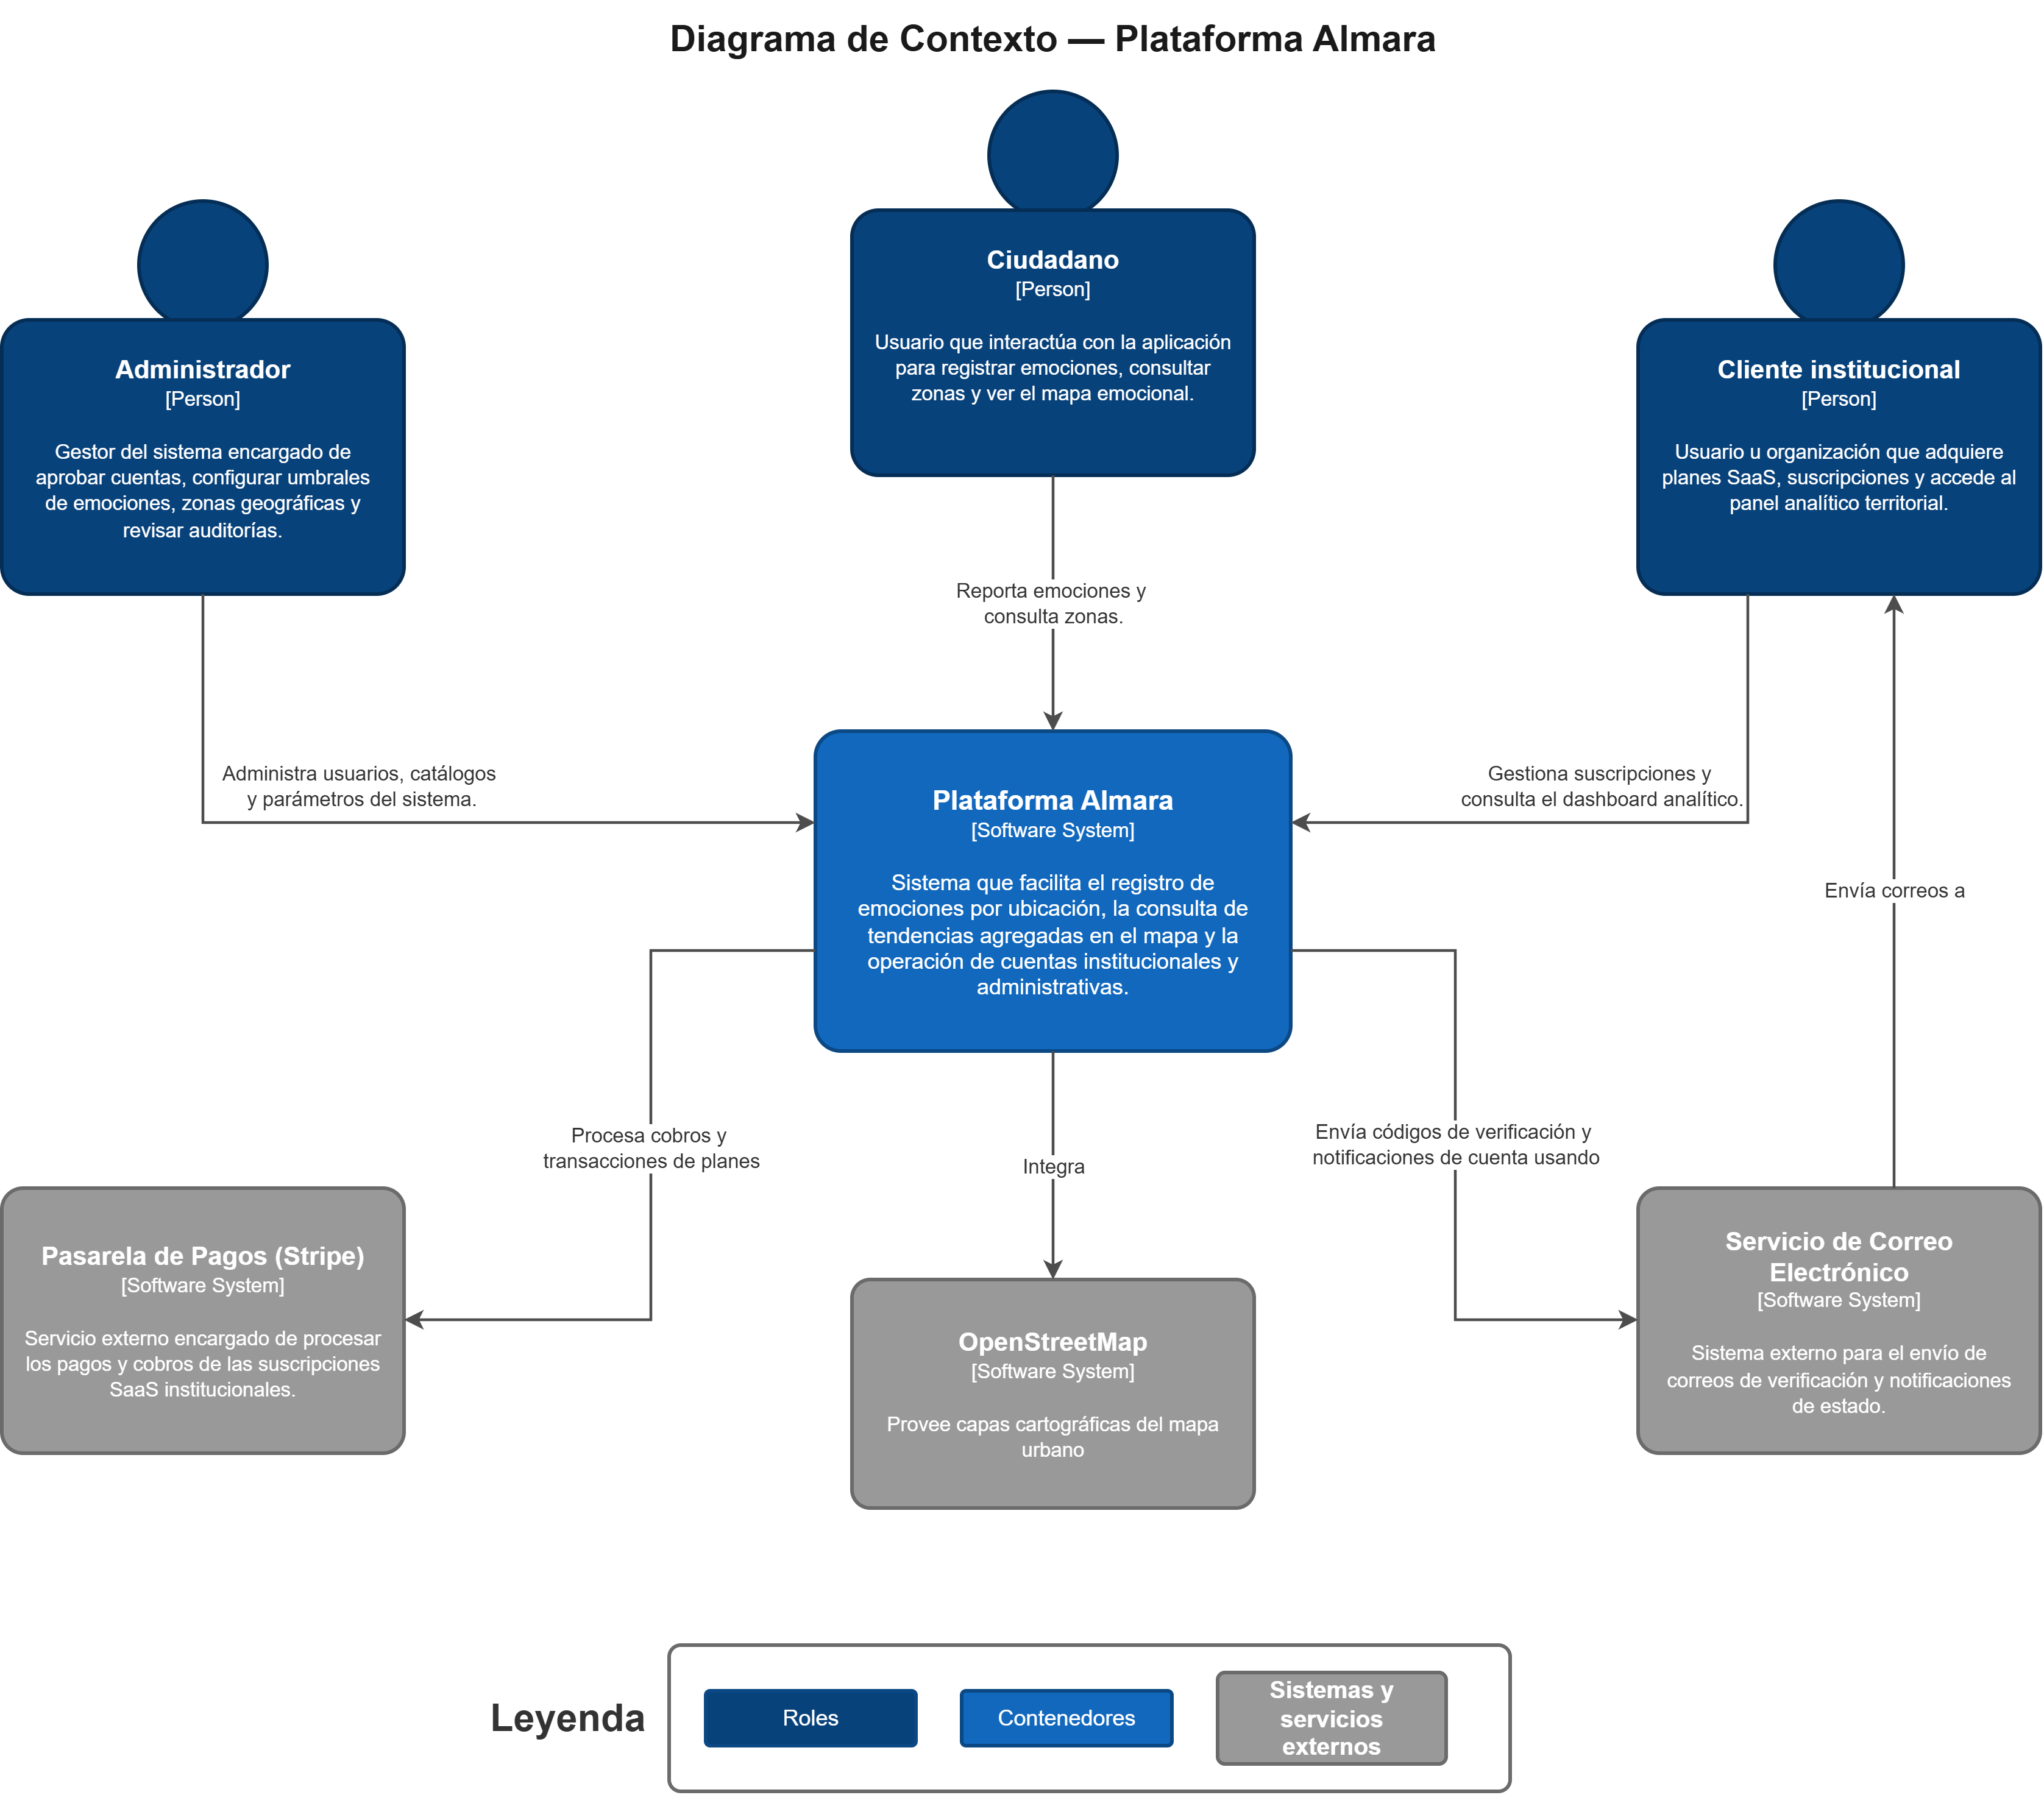 Diagrama de Contexto — Plataforma Almara
Ciudadano
[Person]
Usuario que interactúa con la aplicación
para registrar emociones, consultar
zonas y ver el mapa emocional.
Administrador
[Person]
Gestor del sistema encargado de
aprobar cuentas, configurar umbrales
de emociones, zonas geográficas y
revisar auditorías.
Cliente institucional
[Person]
Usuario u organización que adquiere
planes SaaS, suscripciones y accede al
panel analítico territorial.
Reporta emociones y
consulta zonas.
Administra usuarios, catálogos
y parámetros del sistema.
Gestiona suscripciones y
consulta el dashboard analítico.
Plataforma Almara
[Software System]
Sistema que facilita el registro de
emociones por ubicación, la consulta de
tendencias agregadas en el mapa y la
operación de cuentas institucionales y
administrativas.
Envía correos a
Procesa cobros y
transacciones de planes
Integra
Envía códigos de verificación y
notificaciones de cuenta usando
Pasarela de Pagos (Stripe)
[Software System]
Servicio externo encargado de procesar
los pagos y cobros de las suscripciones
SaaS institucionales.
OpenStreetMap
[Software System]
Provee capas cartográficas del mapa
urbano
Servicio de Correo
Electrónico
[Software System]
Sistema externo para el envío de
correos de verificación y notificaciones
de estado.
Leyenda
Roles
Contenedores
Sistemas y
servicios
externos